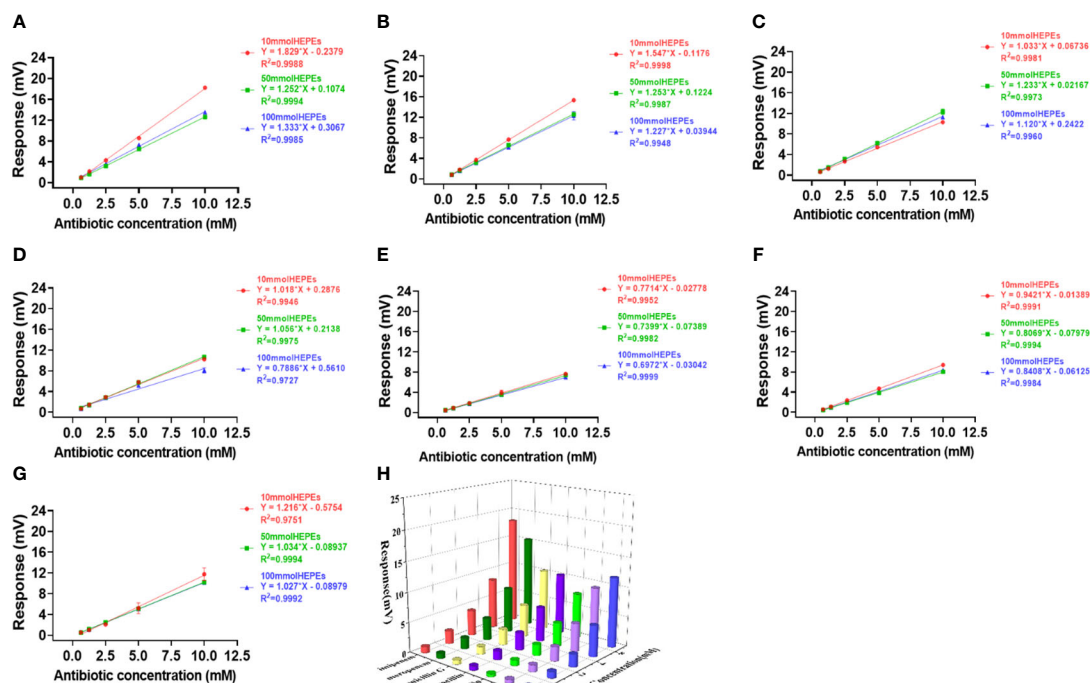 A
Response (mV)
24
20
16
12
8
4
0
0.0 2.5 5.0 7.5 10.0 12.5
Antibiotic concentration (mM)
10mmolHEPEs
Y = 1.829*X - 0.2379
R²=0.9988
50mmolHEPEs
Y = 1.252*X + 0.1074
R²=0.9994
100mmolHEPEs
Y = 1.333*X + 0.3067
R²=0.9985
B
Response (mV)
24
20
16
12
8
4
0
0.0 2.5 5.0 7.5 10.0 12.5
Antibiotic concentration (mM)
10mmolHEPEs
Y = 1.547*X - 0.1176
R²=0.9998
50mmolHEPEs
Y = 1.253*X + 0.1224
R²=0.9987
100mmolHEPEs
Y = 1.227*X + 0.03944
R²=0.9948
C
Response (mV)
24
20
16
12
8
4
0
0.0 2.5 5.0 7.5 10.0 12.5
Antibiotic concentration (mM)
10mmolHEPEs
Y = 1.033*X + 0.06736
R²=0.9981
50mmolHEPEs
Y = 1.233*X + 0.02167
R²=0.9973
100mmolHEPEs
Y = 1.120*X + 0.2422
R²=0.9960
D
Response (mV)
24
20
16
12
8
4
0
0.0 2.5 5.0 7.5 10.0 12.5
Antibiotic concentration (mM)
10mmolHEPEs
Y = 1.018*X + 0.2876
R²=0.9946
50mmolHEPEs
Y = 1.056*X + 0.2138
R²=0.9975
100mmolHEPEs
Y = 0.7886*X + 0.5610
R²=0.9727
E
Response (mV)
24
20
16
12
8
4
0
0.0 2.5 5.0 7.5 10.0 12.5
Antibiotic concentration (mM)
10mmolHEPEs
Y = 0.7714*X - 0.02778
R²=0.9952
50mmolHEPEs
Y = 0.7399*X - 0.07389
R²=0.9982
100mmolHEPEs
Y = 0.6972*X - 0.03042
R²=0.9999
F
Response (mV)
24
20
16
12
8
4
0
0.0 2.5 5.0 7.5 10.0 12.5
Antibiotic concentration (mM)
10mmolHEPEs
Y = 0.9421*X - 0.01389
R²=0.9991
50mmolHEPEs
Y = 0.8069*X - 0.07979
R²=0.9994
100mmolHEPEs
Y = 0.8408*X - 0.06125
R²=0.9984
G
Response (mV)
24
20
16
12
8
4
0
0.0 2.5 5.0 7.5 10.0 12.5
Antibiotic concentration (mM)
10mmolHEPEs
Y = 1.216*X - 0.5754
R²=0.9751
50mmolHEPEs
Y = 1.034*X - 0.08937
R²=0.9994
100mmolHEPEs
Y = 1.027*X - 0.08979
R²=0.9992
H
Response(mV)
25
20
15
10
5
0
imipenem
meropenem